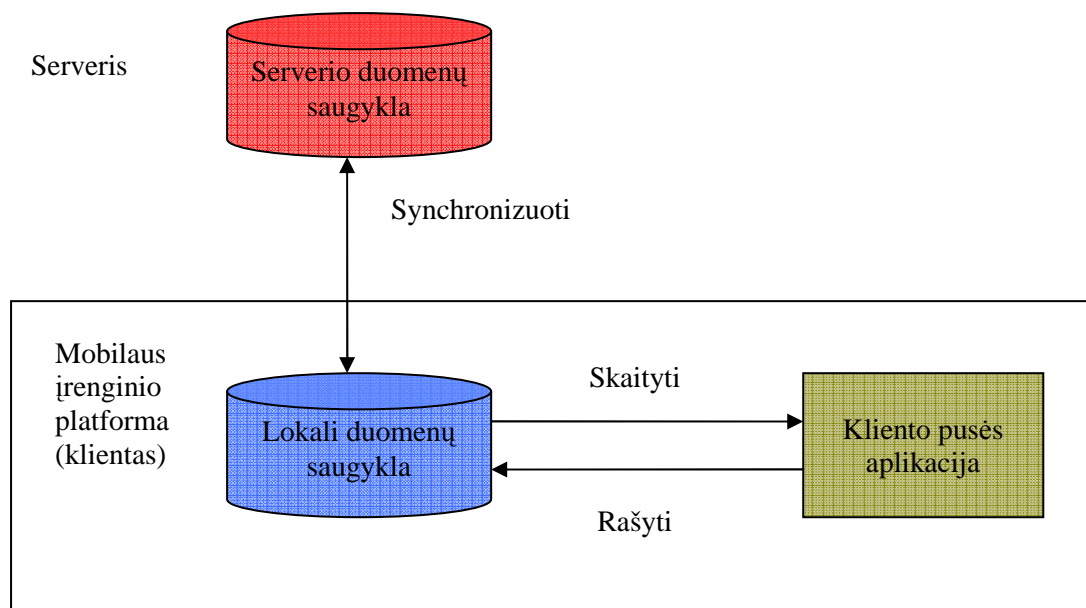 Serveris
Serverio duomenų
saugykla
Synchronizuoti
Mobilaus
įrenginio
platforma
(klientas)
Lokali duomenų
saugykla
Skaityti
Rašyti
Kliento pusės
aplikacija